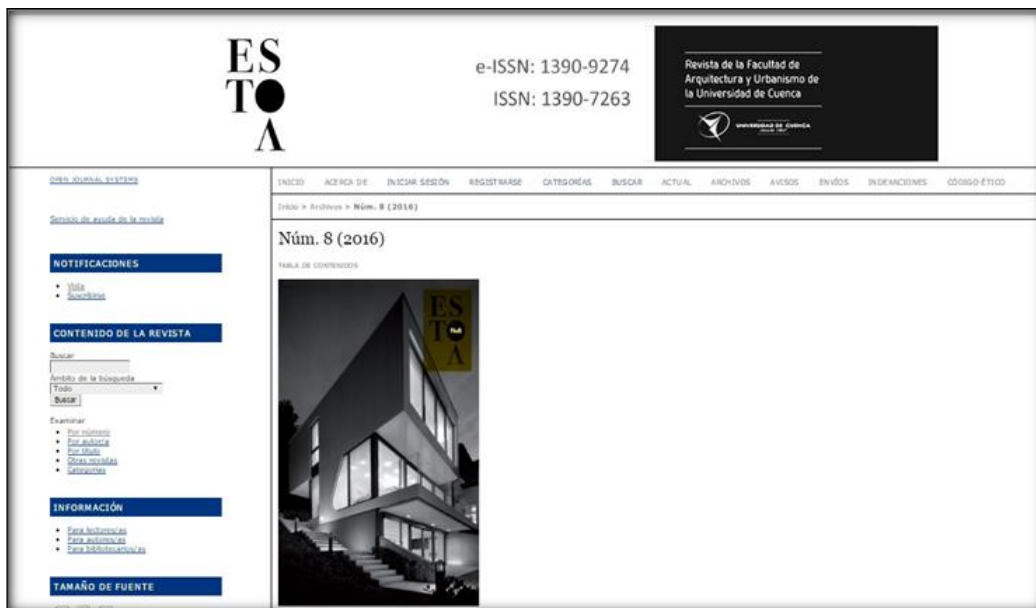 ES
TO
A
e-ISSN: 1390-9274
ISSN: 1390-7263
Revista de la Facultad de
Arquitectura y Urbanismo de
la Universidad de Cuenca
UNIVERSIDAD DE CUENCA
OPEN JOURNAL SYSTEMS
Servicio de ayuda de la revista
NOTIFICACIONES
Vista
Suscribirse
CONTENIDO DE LA REVISTA
Buscar
Ámbito de la búsqueda
Todo
Buscar
Examinar
Por número
Por autor/a
Por título
Otras revistas
Categorías
INFORMACIÓN
Para lectores/as
Para autores/as
Para bibliotecarios/as
TAMAÑO DE FUENTE
INICIO ACERCA DE INICIAR SESIÓN REGISTRARSE CATEGORÍAS BUSCAR ACTUAL ARCHIVOS AVISOS ENVÍOS INDEXACIONES CÓDIGO ÉTICO
Inicio > Archivos > Núm. 8 (2016)
Núm. 8 (2016)
TABLA DE CONTENIDOS
ES
TO
A